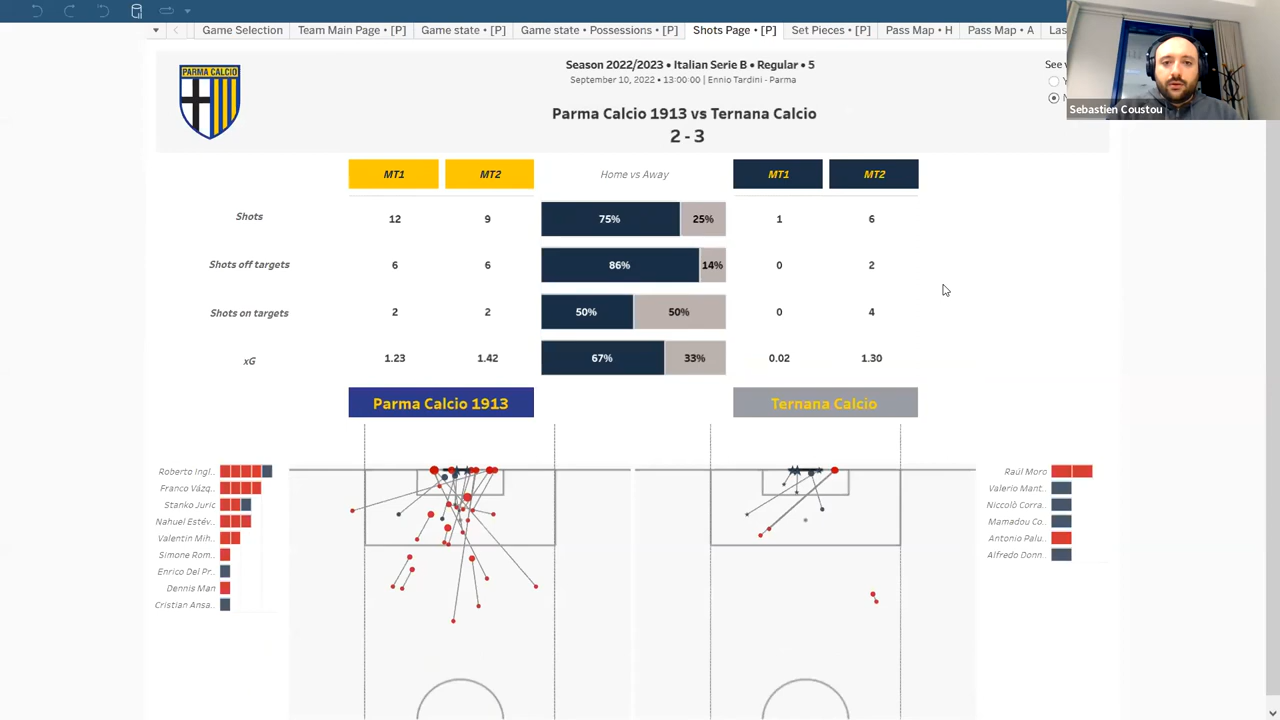 Game Selection
Team Main Page • [P]
Game state • [P]
Game state • Possessions • [P]
Shots Page • [P]
Set Pieces • [P]
Pass Map • H
Pass Map • A
Las
Sebastien Coustou
PARMA CALCIO
Season 2022/2023 • Italian Serie B • Regular • 5
September 10, 2022 • 13:00:00 | Ennio Tardini - Parma
See
Parma Calcio 1913 vs Ternana Calcio
2 - 3
MT1 MT2 Home vs Away MT1 MT2
Shots 12 9 75% 25% 1 6
Shots off targets 6 6 86% 14% 0 2
Shots on targets 2 2 50% 50% 0 4
xG 1.23 1.42 67% 33% 0.02 1.30
Parma Calcio 1913
Ternana Calcio
Roberto Ingl..
Franco Vázq..
Stanko Juric
Nahuel Estév..
Valentin Mih..
Simone Rom..
Enrico Del Pr..
Dennis Man
Cristian Ansa..
Raúl Moro
Valerio Mant..
Niccolò Corra..
Mamadou Co..
Antonio Palu..
Alfredo Donn..